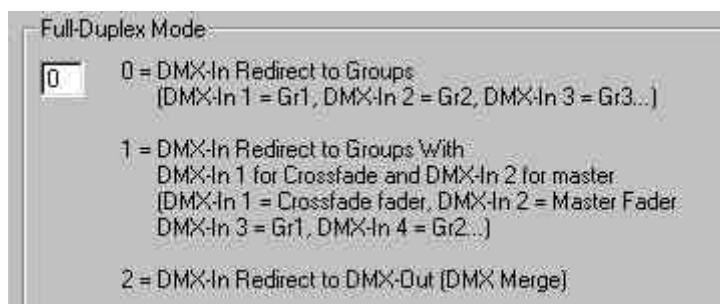 Full-Duplex Mode
0 0 = DMX-In Redirect to Groups
(DMX-In 1 = Gr1, DMX-In 2 = Gr2, DMX-In 3 = Gr3...)
1 = DMX-In Redirect to Groups With
DMX-In 1 for Crossfade and DMX-In 2 for master
(DMX-In 1 = Crossfade fader, DMX-In 2 = Master Fader
DMX-In 3 = Gr1, DMX-In 4 = Gr2...)
2 = DMX-In Redirect to DMX-Out (DMX Merge)